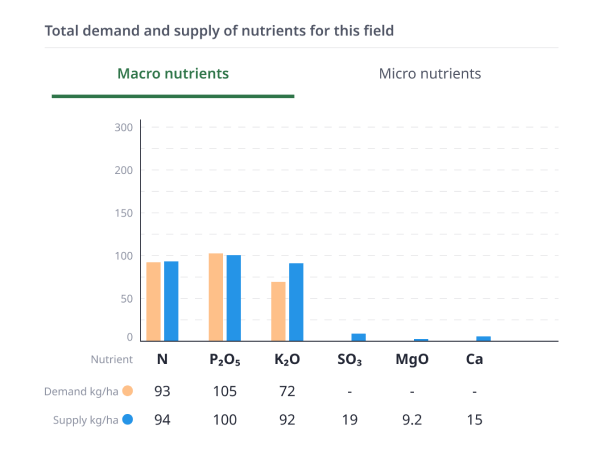 Total demand and supply of nutrients for this field
Macro nutrients Micro nutrients
300
200
150
100
50
0
Nutrient N P₂O₅ K₂O SO₃ MgO Ca
Demand kg/ha 93 105 72 - - -
Supply kg/ha 94 100 92 19 9.2 15